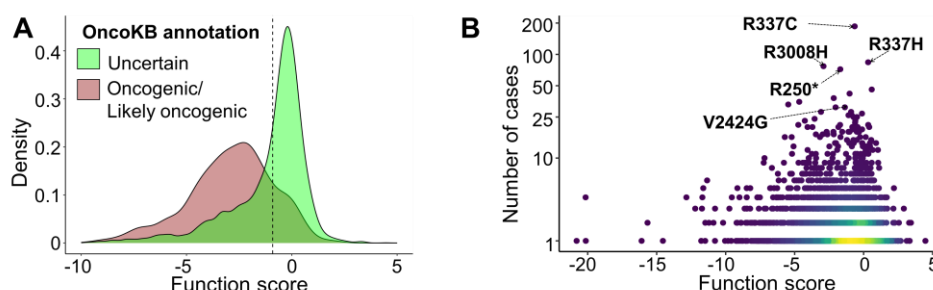 A
OncoKB annotation
Uncertain
Oncogenic/
Likely oncogenic
Density
0.4
0.3
0.2
0.1
0
-10
-5
0
5
Function score
B
Number of cases
200
100
50
25
10
1
R337C
R3008H
R337H
R250*
V2424G
-20
-15
-10
-5
0
5
Function score